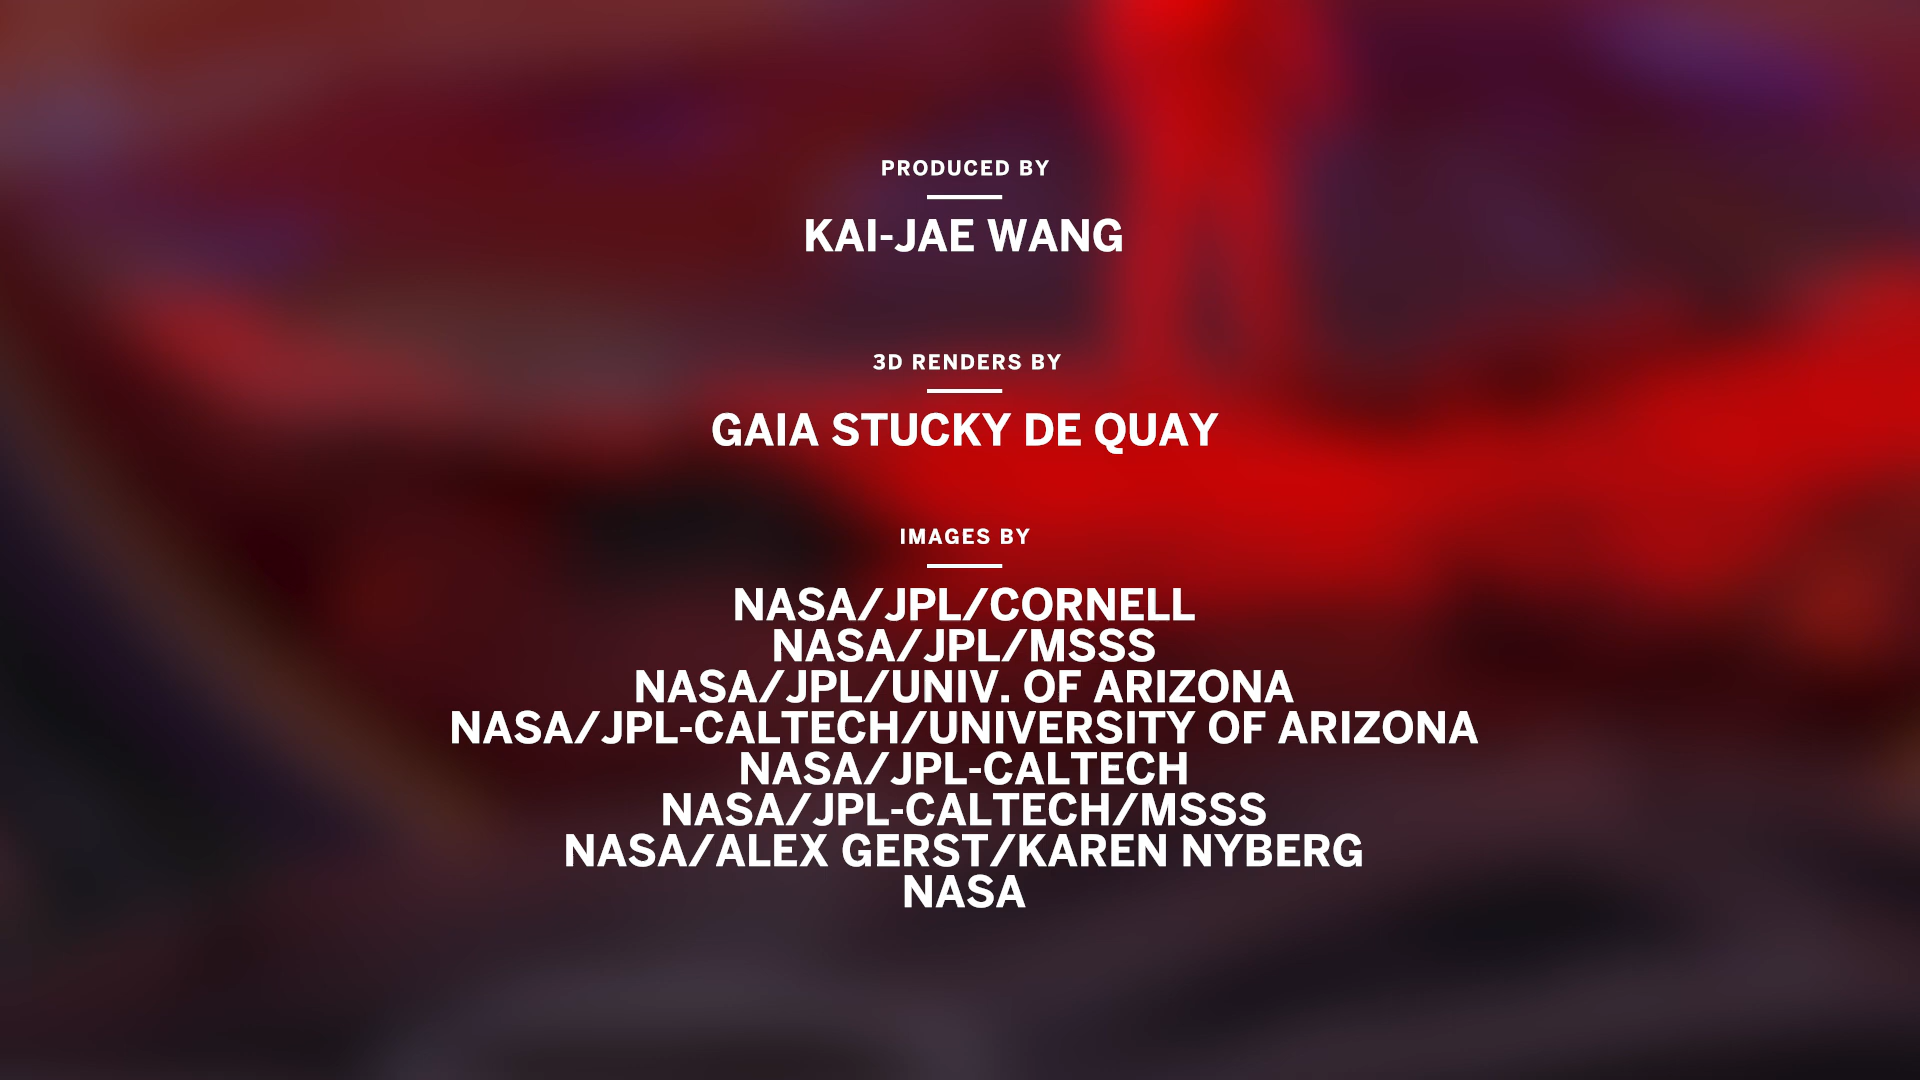 PRODUCED BY
KAI-JAE WANG
3D RENDERS BY
GAIA STUCKY DE QUAY
IMAGES BY
NASA/JPL/CORNELL
NASA/JPL/MSSS
NASA/JPL/UNIV. OF ARIZONA
NASA/JPL-CALTECH/UNIVERSITY OF ARIZONA
NASA/JPL-CALTECH
NASA/JPL-CALTECH/MSSS
NASA/ALEX GERST/KAREN NYBERG
NASA